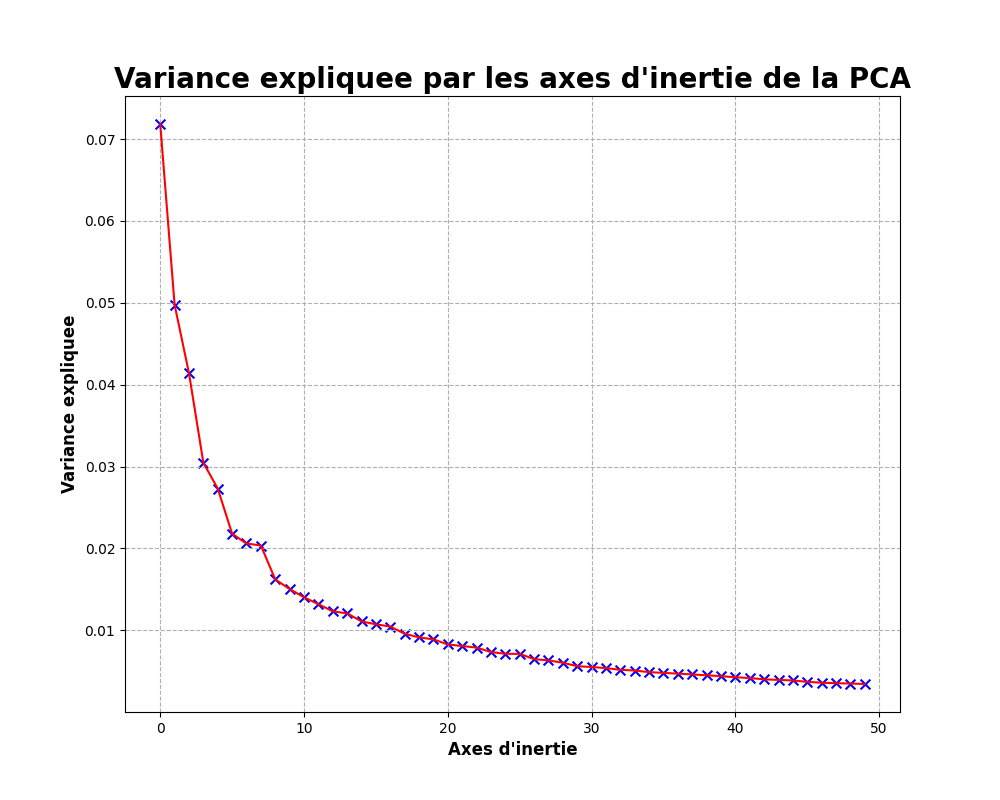 Variance expliquee par les axes d'inertie de la PCA
0.07
0.06
0.05
0.04
0.03
0.02
0.01
Variance expliquee
0 10 20 30 40 50
Axes d'inertie